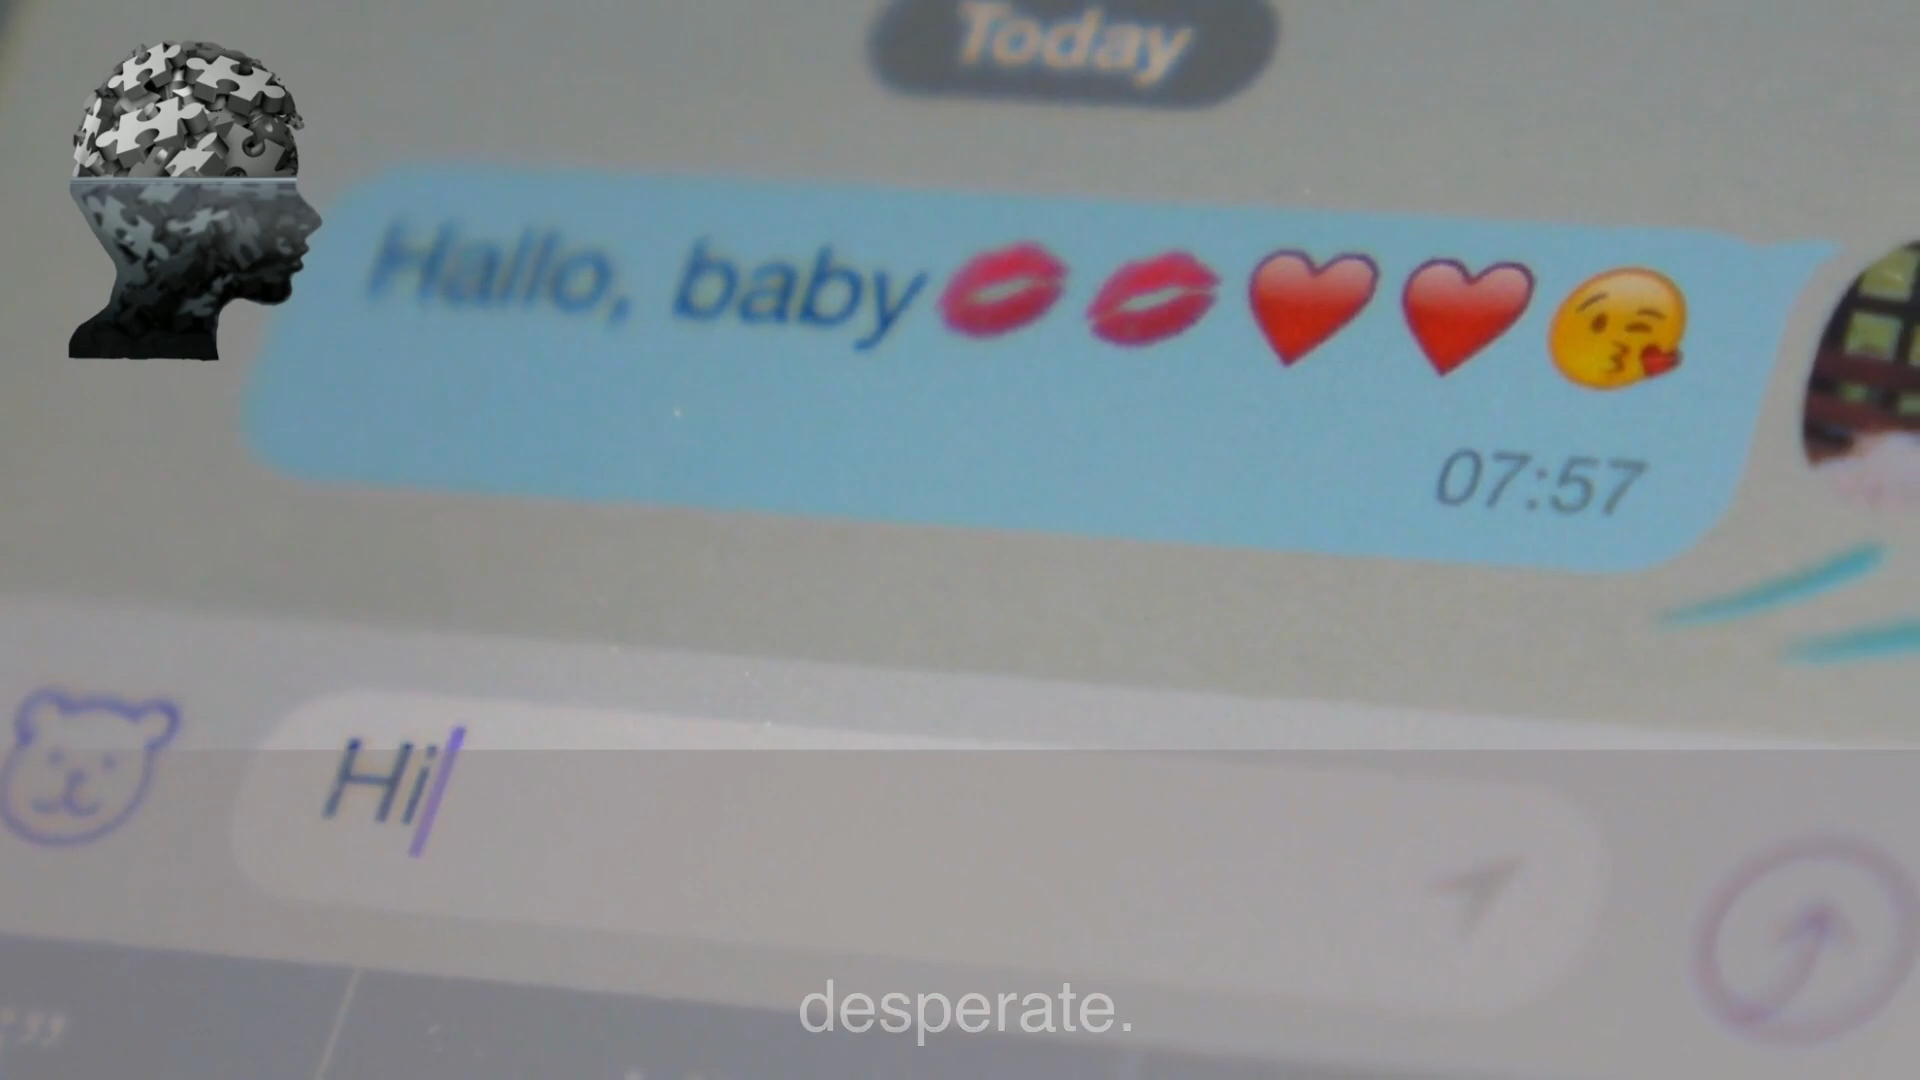 Today
Hallo, baby💋💋❤️❤️😘
07:57
Hi
desperate.